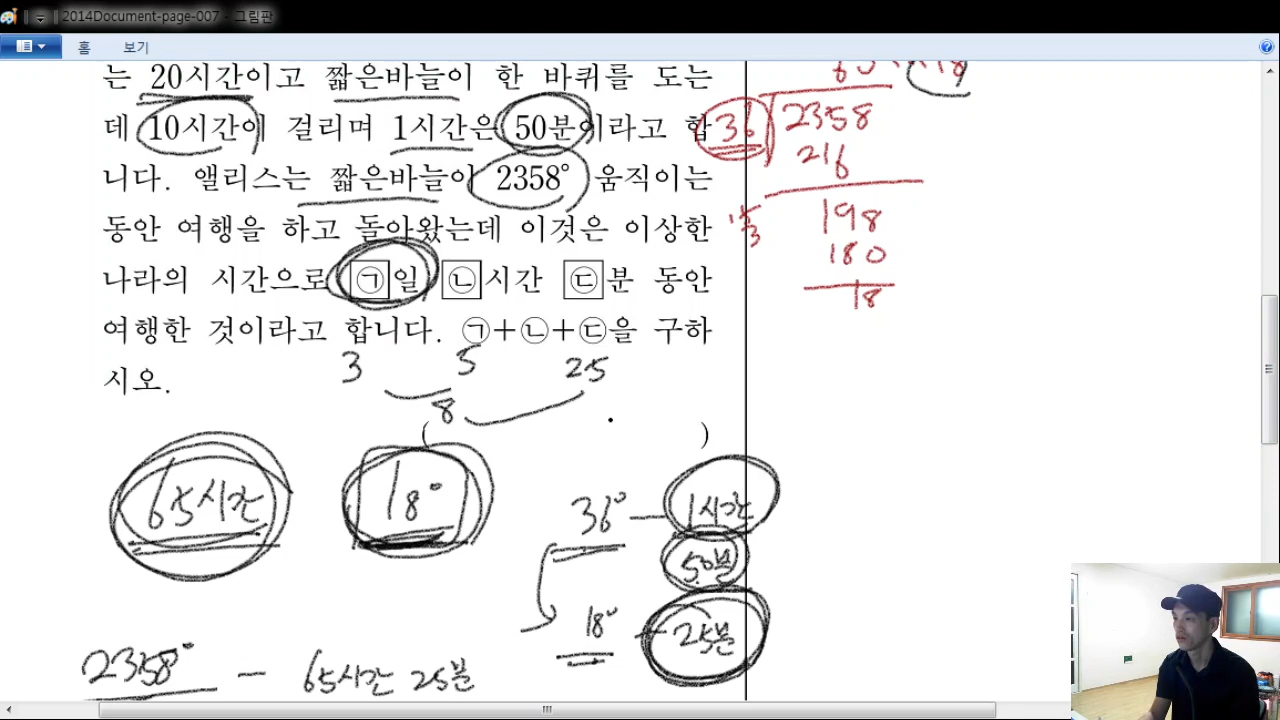 2014Document-page-007 - 그림판
홈 보기
는 20시간이고 짧은바늘이 한 바퀴를 도는
데 10시간이 걸리며 1시간은 50분이라고 합
니다. 앨리스는 짧은바늘이 2358° 움직이는
동안 여행을 하고 돌아왔는데 이것은 이상한
나라의 시간으로 ㉠일 ㉡시간 ㉢분 동안
여행한 것이라고 합니다. ㉠+㉡+㉢을 구하
시오.
3 5 25
8
( )
65시간 18°
36° — 1시간
50분
18° — 25분
2358° — 65시간 25분
36 2358
216
198
180
18